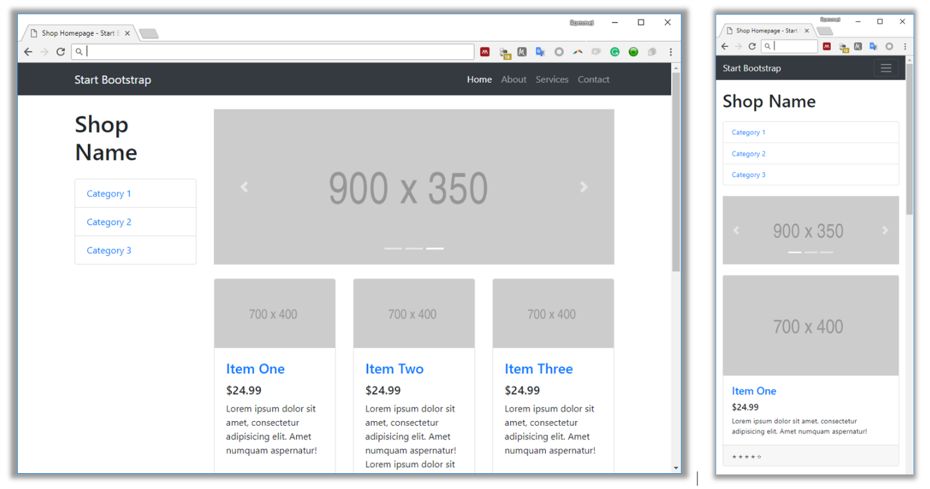 Shop Homepage - Start B
Start Bootstrap
Home About Services Contact
Shop
Name
Category 1
Category 2
Category 3
900 x 350
700 x 400
700 x 400
700 x 400
Item One
$24.99
Lorem ipsum dolor sit
amet, consectetur
adipisicing elit. Amet
numquam aspernatur!
Item Two
$24.99
Lorem ipsum dolor sit
amet, consectetur
adipisicing elit. Amet
numquam aspernatur!
Lorem ipsum dolor sit
Item Three
$24.99
Lorem ipsum dolor sit
amet, consectetur
adipisicing elit. Amet
numquam aspernatur!
Shop Homepage - Start
Start Bootstrap
Shop Name
Category 1
Category 2
Category 3
900 x 350
700 x 400
Item One
$24.99
Lorem ipsum dolor sit amet, consectetur
adipisicing elit. Amet numquam aspernatur!
★ ★ ★ ★ ☆